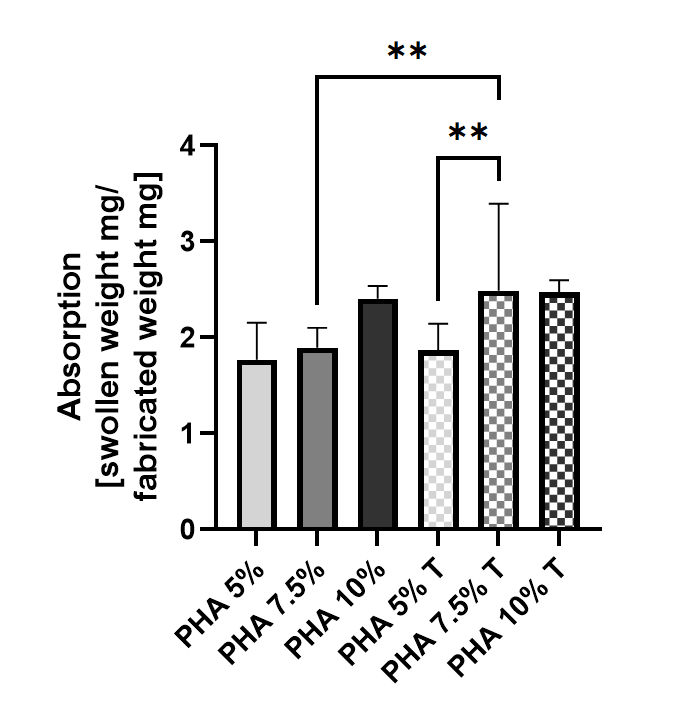 **
**
4
3
2
1
0
Absorption
[swollen weight mg/
fabricated weight mg]
PHA 5%
PHA 7.5%
PHA 10%
PHA 5% T
PHA 7.5% T
PHA 10% T